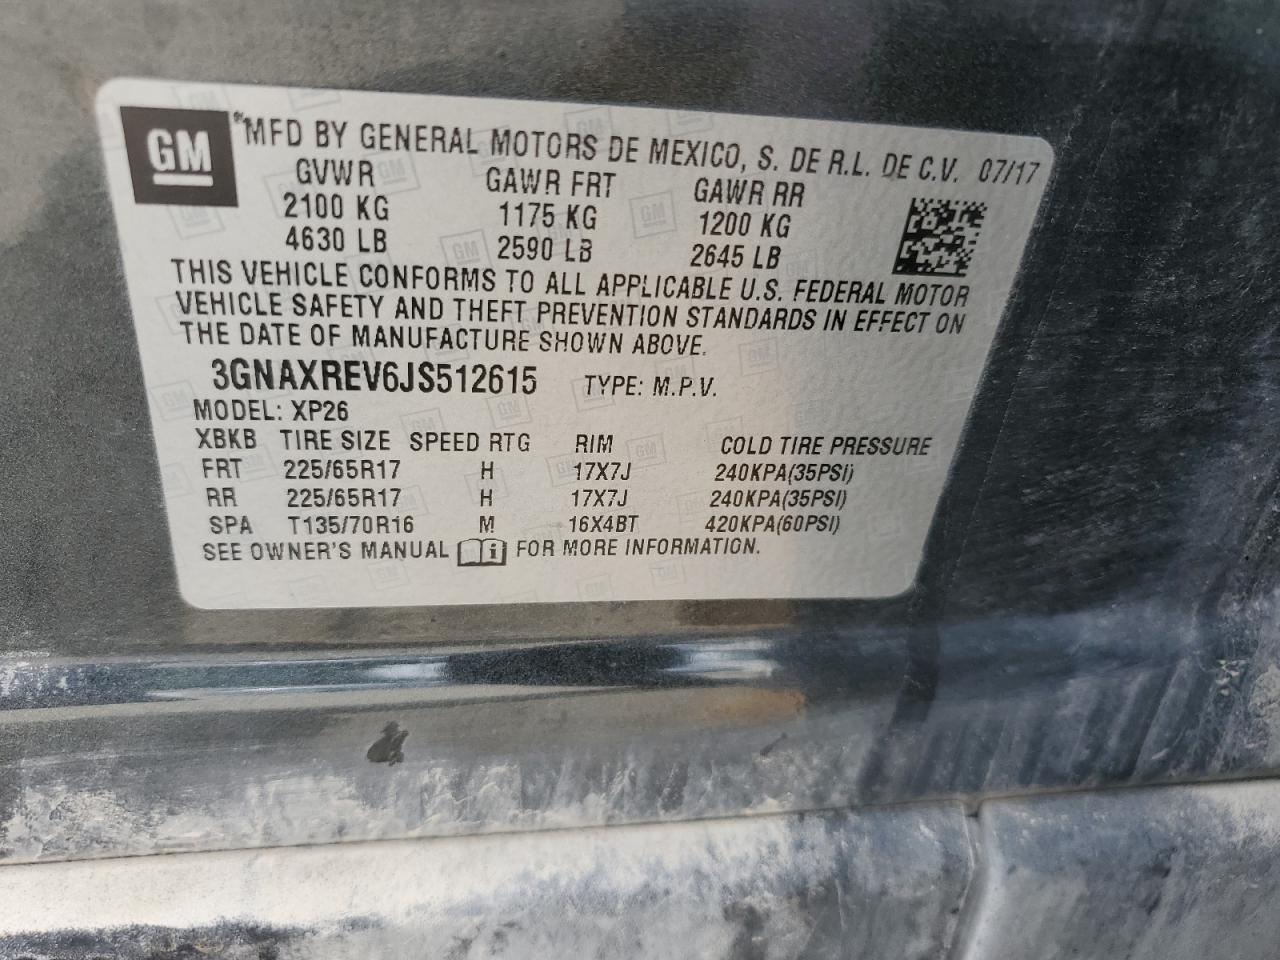 GM ® MFD BY GENERAL MOTORS DE MEXICO, S. DE R.L. DE C.V. 07/17
GVWR GAWR FRT GAWR RR
2100 KG 1175 KG 1200 KG
4630 LB 2590 LB 2645 LB
THIS VEHICLE CONFORMS TO ALL APPLICABLE U.S. FEDERAL MOTOR
VEHICLE SAFETY AND THEFT PREVENTION STANDARDS IN EFFECT ON
THE DATE OF MANUFACTURE SHOWN ABOVE.
3GNAXREV6JS512615 TYPE: M.P.V.
MODEL: XP26
XBKB TIRE SIZE SPEED RTG RIM COLD TIRE PRESSURE
FRT 225/65R17 H 17X7J 240KPA(35PSI)
RR 225/65R17 H 17X7J 240KPA(35PSI)
SPA T135/70R16 M 16X4BT 420KPA(60PSI)
SEE OWNER'S MANUAL i FOR MORE INFORMATION.